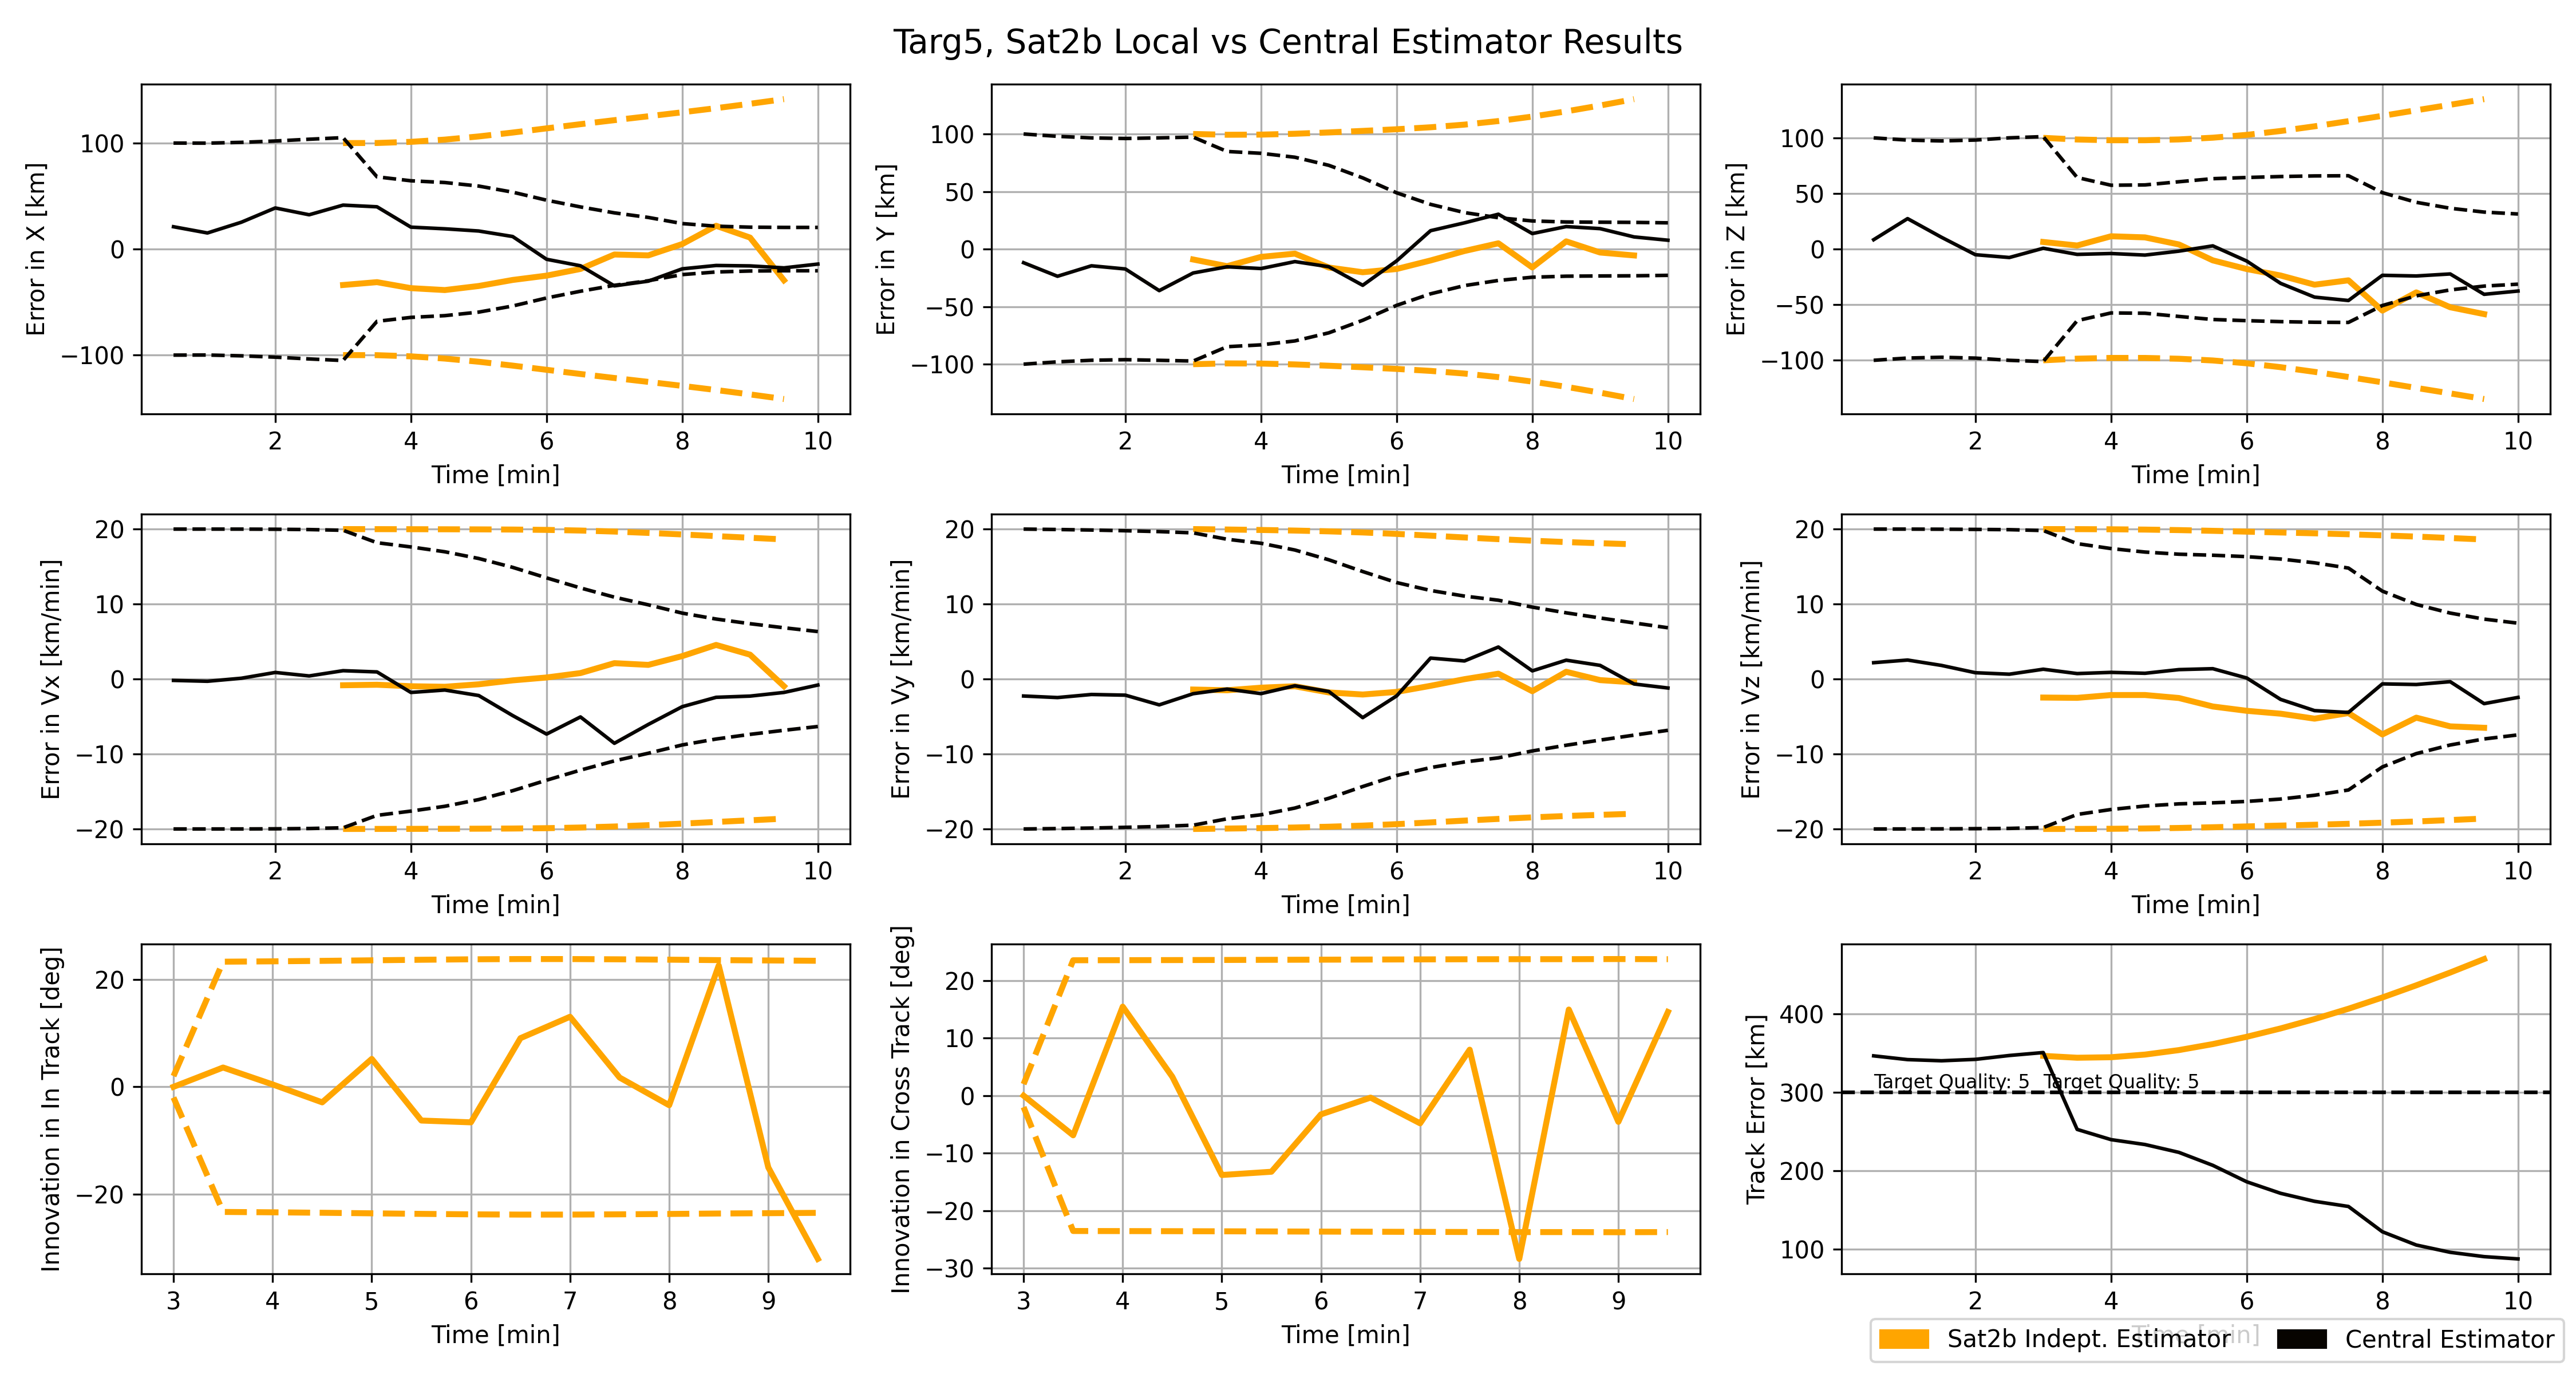 Targ5, Sat2b Local vs Central Estimator Results
Error in X [km]
100
0
−100
2 4 6 8 10
Time [min]
Error in Y [km]
100
50
0
−50
−100
2 4 6 8 10
Time [min]
Error in Z [km]
100
50
0
−50
−100
2 4 6 8 10
Time [min]
Error in Vx [km/min]
20
10
0
−10
−20
2 4 6 8 10
Time [min]
Error in Vy [km/min]
20
10
0
−10
−20
2 4 6 8 10
Time [min]
Error in Vz [km/min]
20
10
0
−10
−20
2 4 6 8 10
Time [min]
Innovation in In Track [deg]
20
0
−20
3 4 5 6 7 8 9
Time [min]
Innovation in Cross Track [deg]
20
10
0
−10
−20
−30
3 4 5 6 7 8 9
Time [min]
Track Error [km]
400
300
200
100
Target Quality: 5 Target Quality: 5
2 4 6 8 10
Time [min]
Sat2b Indept. Estimator Central Estimator